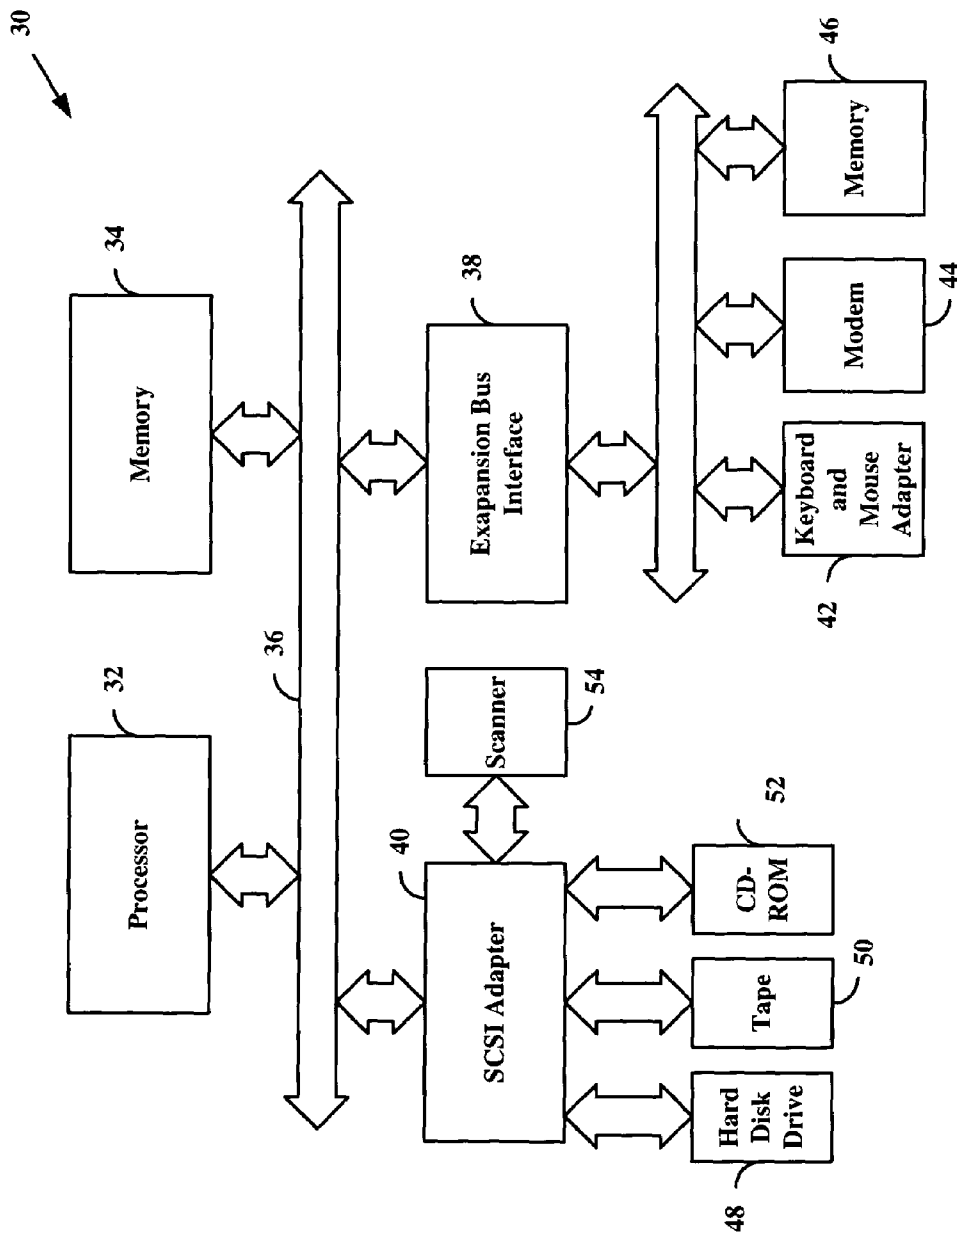 30
32
Processor
34
Memory
36
40
SCSI Adapter
Scanner
54
38
Exapansion Bus
Interface
Hard
Disk
Drive
48
Tape
50
CD-
ROM
52
Keyboard
and
Mouse
Adapter
42
Modem
44
Memory
46